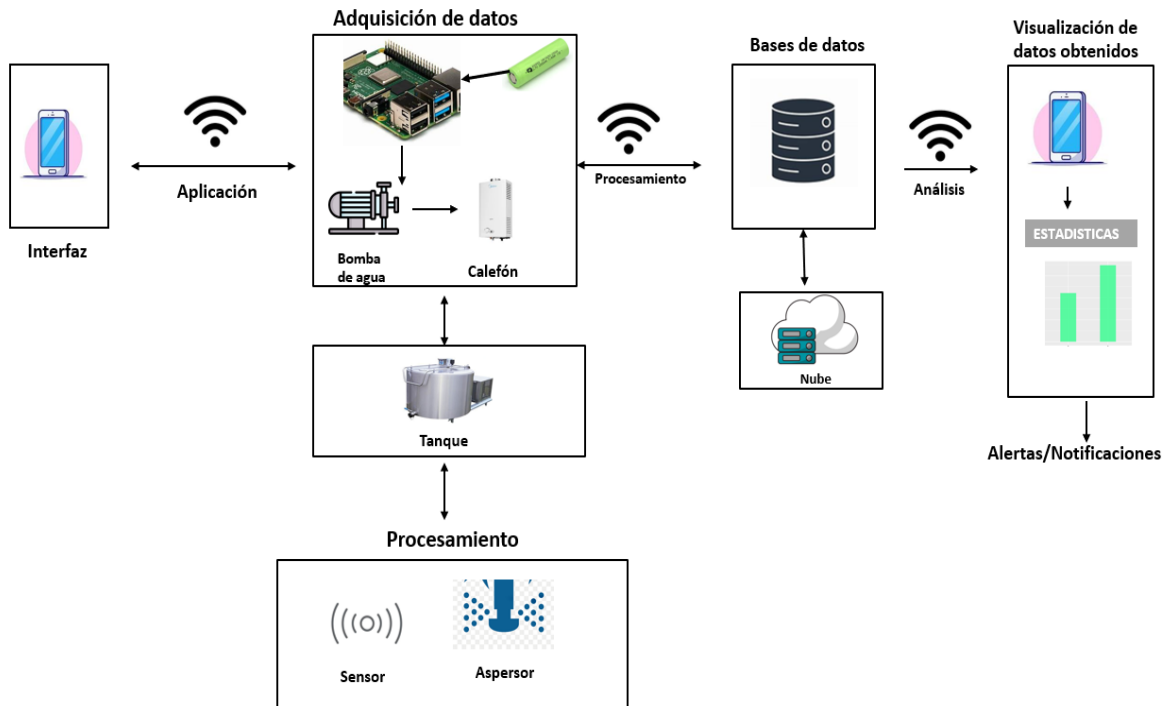 Adquisición de datos
Visualización de
datos obtenidos
Bases de datos
Aplicación
Procesamiento
Análisis
Interfaz
ESTADISTICAS
Bomba
de agua
Calefón
Nube
Tanque
Alertas/Notificaciones
Procesamiento
Sensor
Aspersor